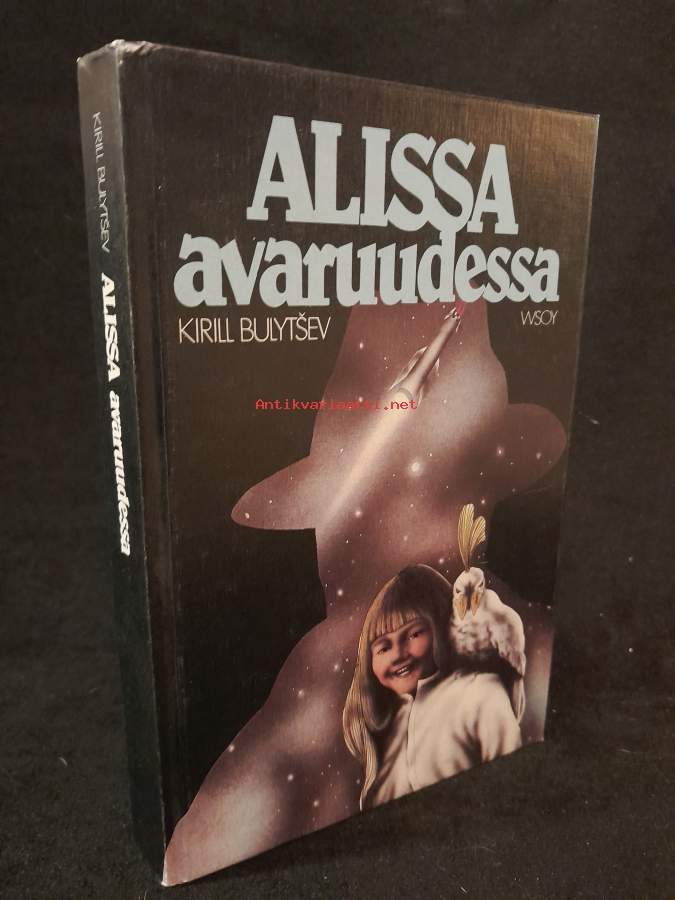 KIRILL BULYTŠEV
ALISSA avaruudessa
ALISSA
avaruudessa
KIRILL BULYTŠEV
WSOY
Antikvariaatti.net